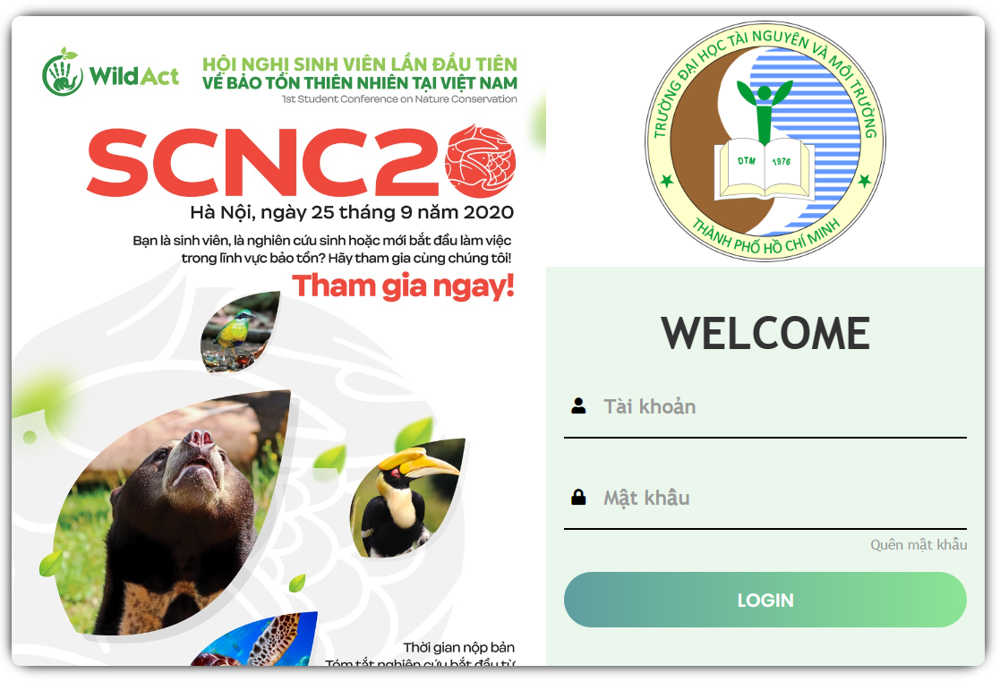 WildAct
HỘI NGHỊ SINH VIÊN LẦN ĐẦU TIÊN
VỀ BẢO TỒN THIÊN NHIÊN TẠI VIỆT NAM
1st Student Conference on Nature Conservation
SCNC20
Hà Nội, ngày 25 tháng 9 năm 2020
Bạn là sinh viên, là nghiên cứu sinh hoặc mới bắt đầu làm việc
trong lĩnh vực bảo tồn? Hãy tham gia cùng chúng tôi!
Tham gia ngay!
Thời gian nộp bản
Tóm tắt nghiên cứu bắt đầu từ
TRƯỜNG ĐẠI HỌC TÀI NGUYÊN VÀ MÔI TRƯỜNG
DTM 1976
THÀNH PHỐ HỒ CHÍ MINH
WELCOME
Tài khoản
Mật khẩu
Quên mật khẩu
LOGIN